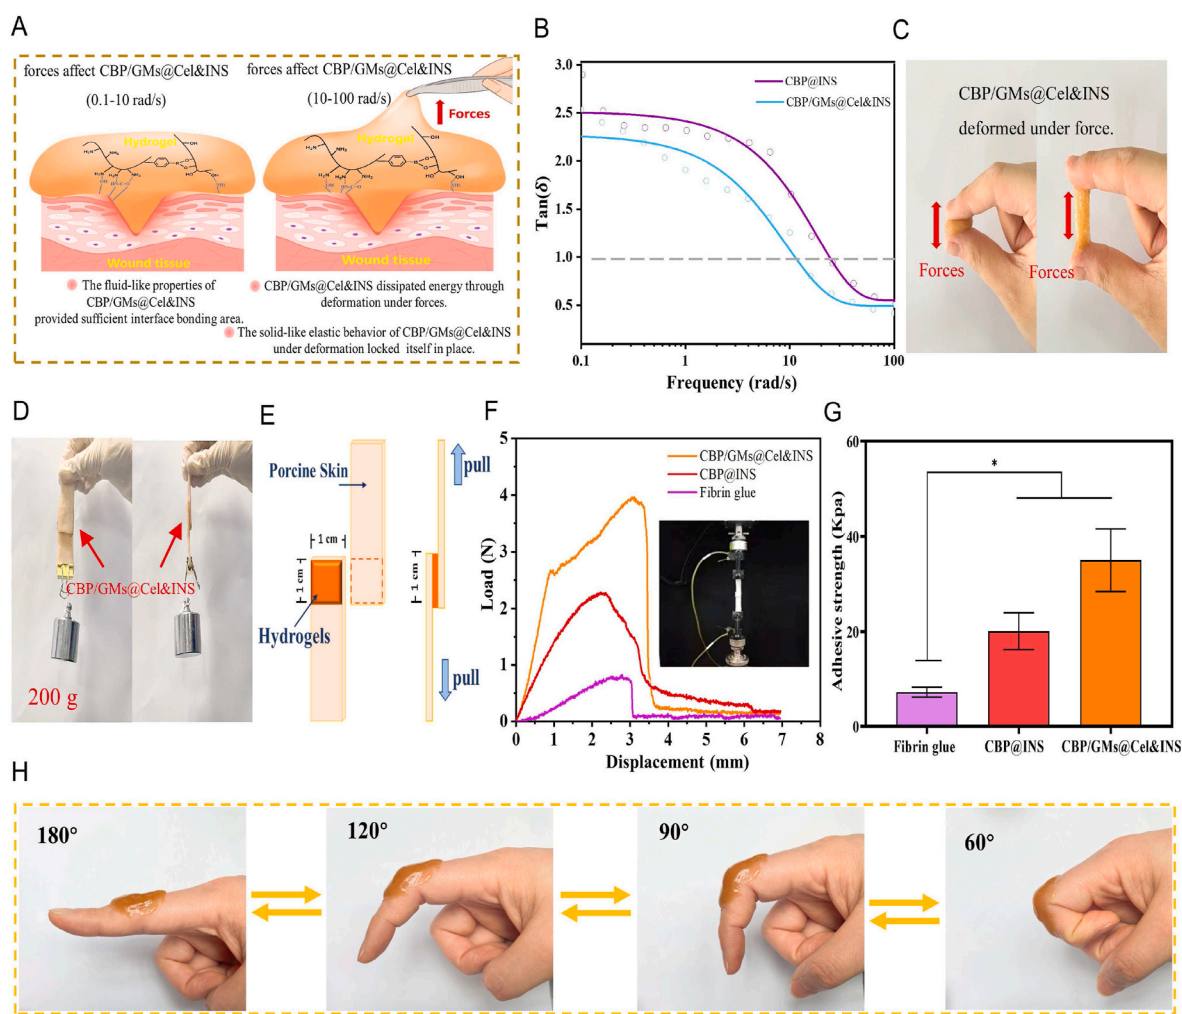 A
forces affect CBP/GMs@Cel&INS
(0.1-10 rad/s)
forces affect CBP/GMs@Cel&INS
(10-100 rad/s)
Forces
Hydrogel
Hydrogel
Wound tissue
Wound tissue
The fluid-like properties of
CBP/GMs@Cel&INS
provided sufficient interface bonding area.
CBP/GMs@Cel&INS dissipated energy through
deformation under forces.
The solid-like elastic behavior of CBP/GMs@Cel&INS
under deformation locked itself in place.
B
Tan(δ)
3.0
2.5
2.0
1.5
1.0
0.5
CBP@INS
CBP/GMs@Cel&INS
0.1
1
10
100
Frequency (rad/s)
C
CBP/GMs@Cel&INS
deformed under force.
Forces
Forces
D
CBP/GMs@Cel&INS
200 g
E
Porcine Skin
pull
1 cm
1 cm
1 cm
Hydrogels
pull
F
Load (N)
5
4
3
2
1
0
CBP/GMs@Cel&INS
CBP@INS
Fibrin glue
0
1
2
3
4
5
6
7
8
Displacement (mm)
G
Adhesive strength (Kpa)
60
40
20
0
*
Fibrin glue
CBP@INS
CBP/GMs@Cel&INS
H
180°
120°
90°
60°